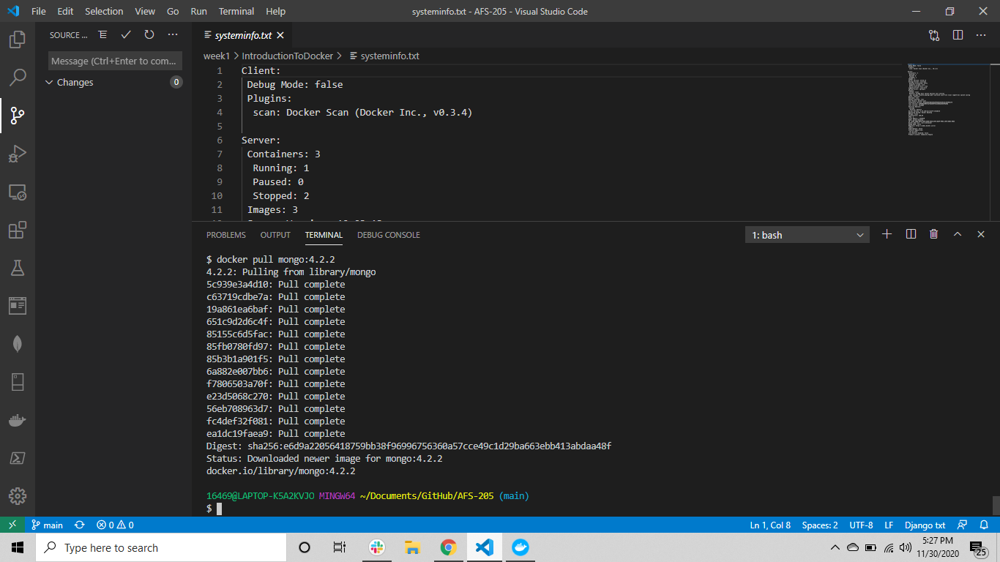 File Edit Selection View Go Run Terminal Help
systeminfo.txt - AFS-205 - Visual Studio Code
SOURCE ...
Message (Ctrl+Enter to com...
Changes 0
systeminfo.txt
week1 > IntroductionToDocker > systeminfo.txt
1 Client:
2 Debug Mode: false
3 Plugins:
4 scan: Docker Scan (Docker Inc., v0.3.4)
5
6 Server:
7 Containers: 3
8 Running: 1
9 Paused: 0
10 Stopped: 2
11 Images: 3
PROBLEMS OUTPUT TERMINAL DEBUG CONSOLE
1: bash
$ docker pull mongo:4.2.2
4.2.2: Pulling from library/mongo
5c939e3a4d10: Pull complete
c63719cdbe7a: Pull complete
19a861ea6baf: Pull complete
651c9d2d6c4f: Pull complete
85155c6d5fac: Pull complete
85fb0780fd97: Pull complete
85b3b1a901f5: Pull complete
6a882e007bb6: Pull complete
f7806503a70f: Pull complete
e23d5068c270: Pull complete
56eb708963d7: Pull complete
fc4def32f081: Pull complete
ea1dc19faea9: Pull complete
Digest: sha256:e6d9a22056418759bb38f96996756360a57cce49c1d29ba663ebb413abdaa48f
Status: Downloaded newer image for mongo:4.2.2
docker.io/library/mongo:4.2.2
16469@LAPTOP-K5A2KVJO MINGW64 ~/Documents/GitHub/AFS-205 (main)
$
main 0 0
Ln 1, Col 8 Spaces: 2 UTF-8 LF Django txt
Type here to search
5:27 PM
11/30/2020
25